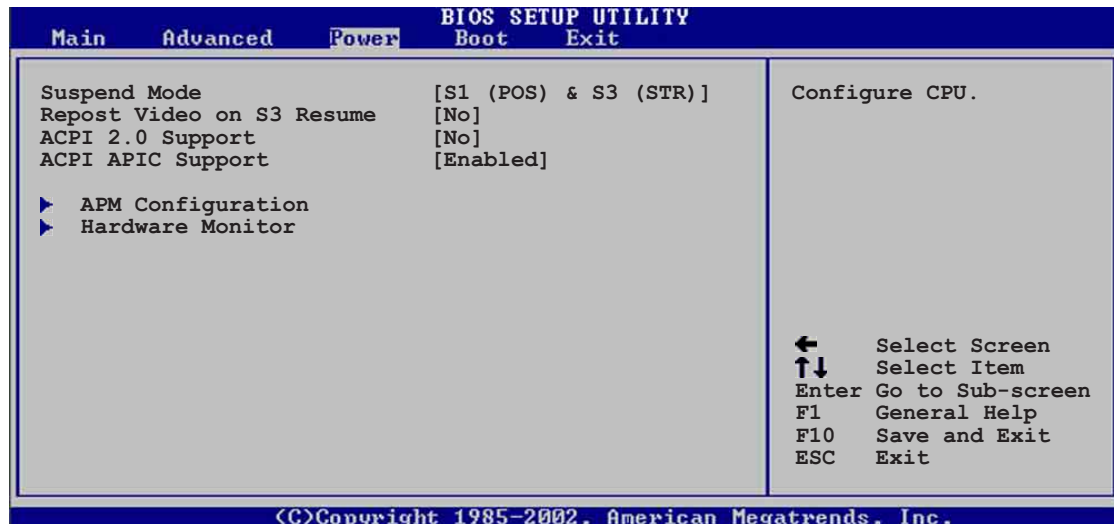 BIOS SETUP UTILITY
Main Advanced Power Boot Exit
Suspend Mode [S1 (POS) & S3 (STR)]
Repost Video on S3 Resume [No]
ACPI 2.0 Support [No]
ACPI APIC Support [Enabled]
APM Configuration
Hardware Monitor
Configure CPU.
← Select Screen
↑↓ Select Item
Enter Go to Sub-screen
F1 General Help
F10 Save and Exit
ESC Exit
(C)Copyright 1985-2002, American Megatrends, Inc.